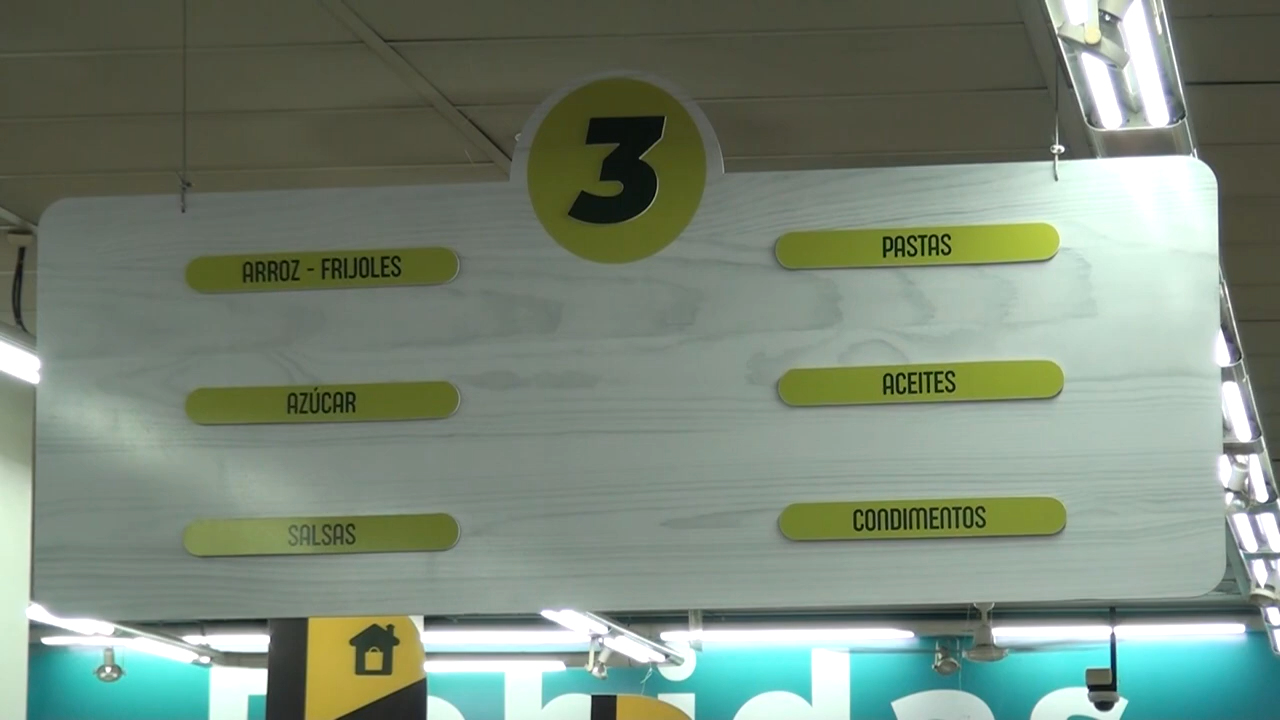 3
ARROZ - FRIJOLES
PASTAS
AZÚCAR
ACEITES
SALSAS
CONDIMENTOS